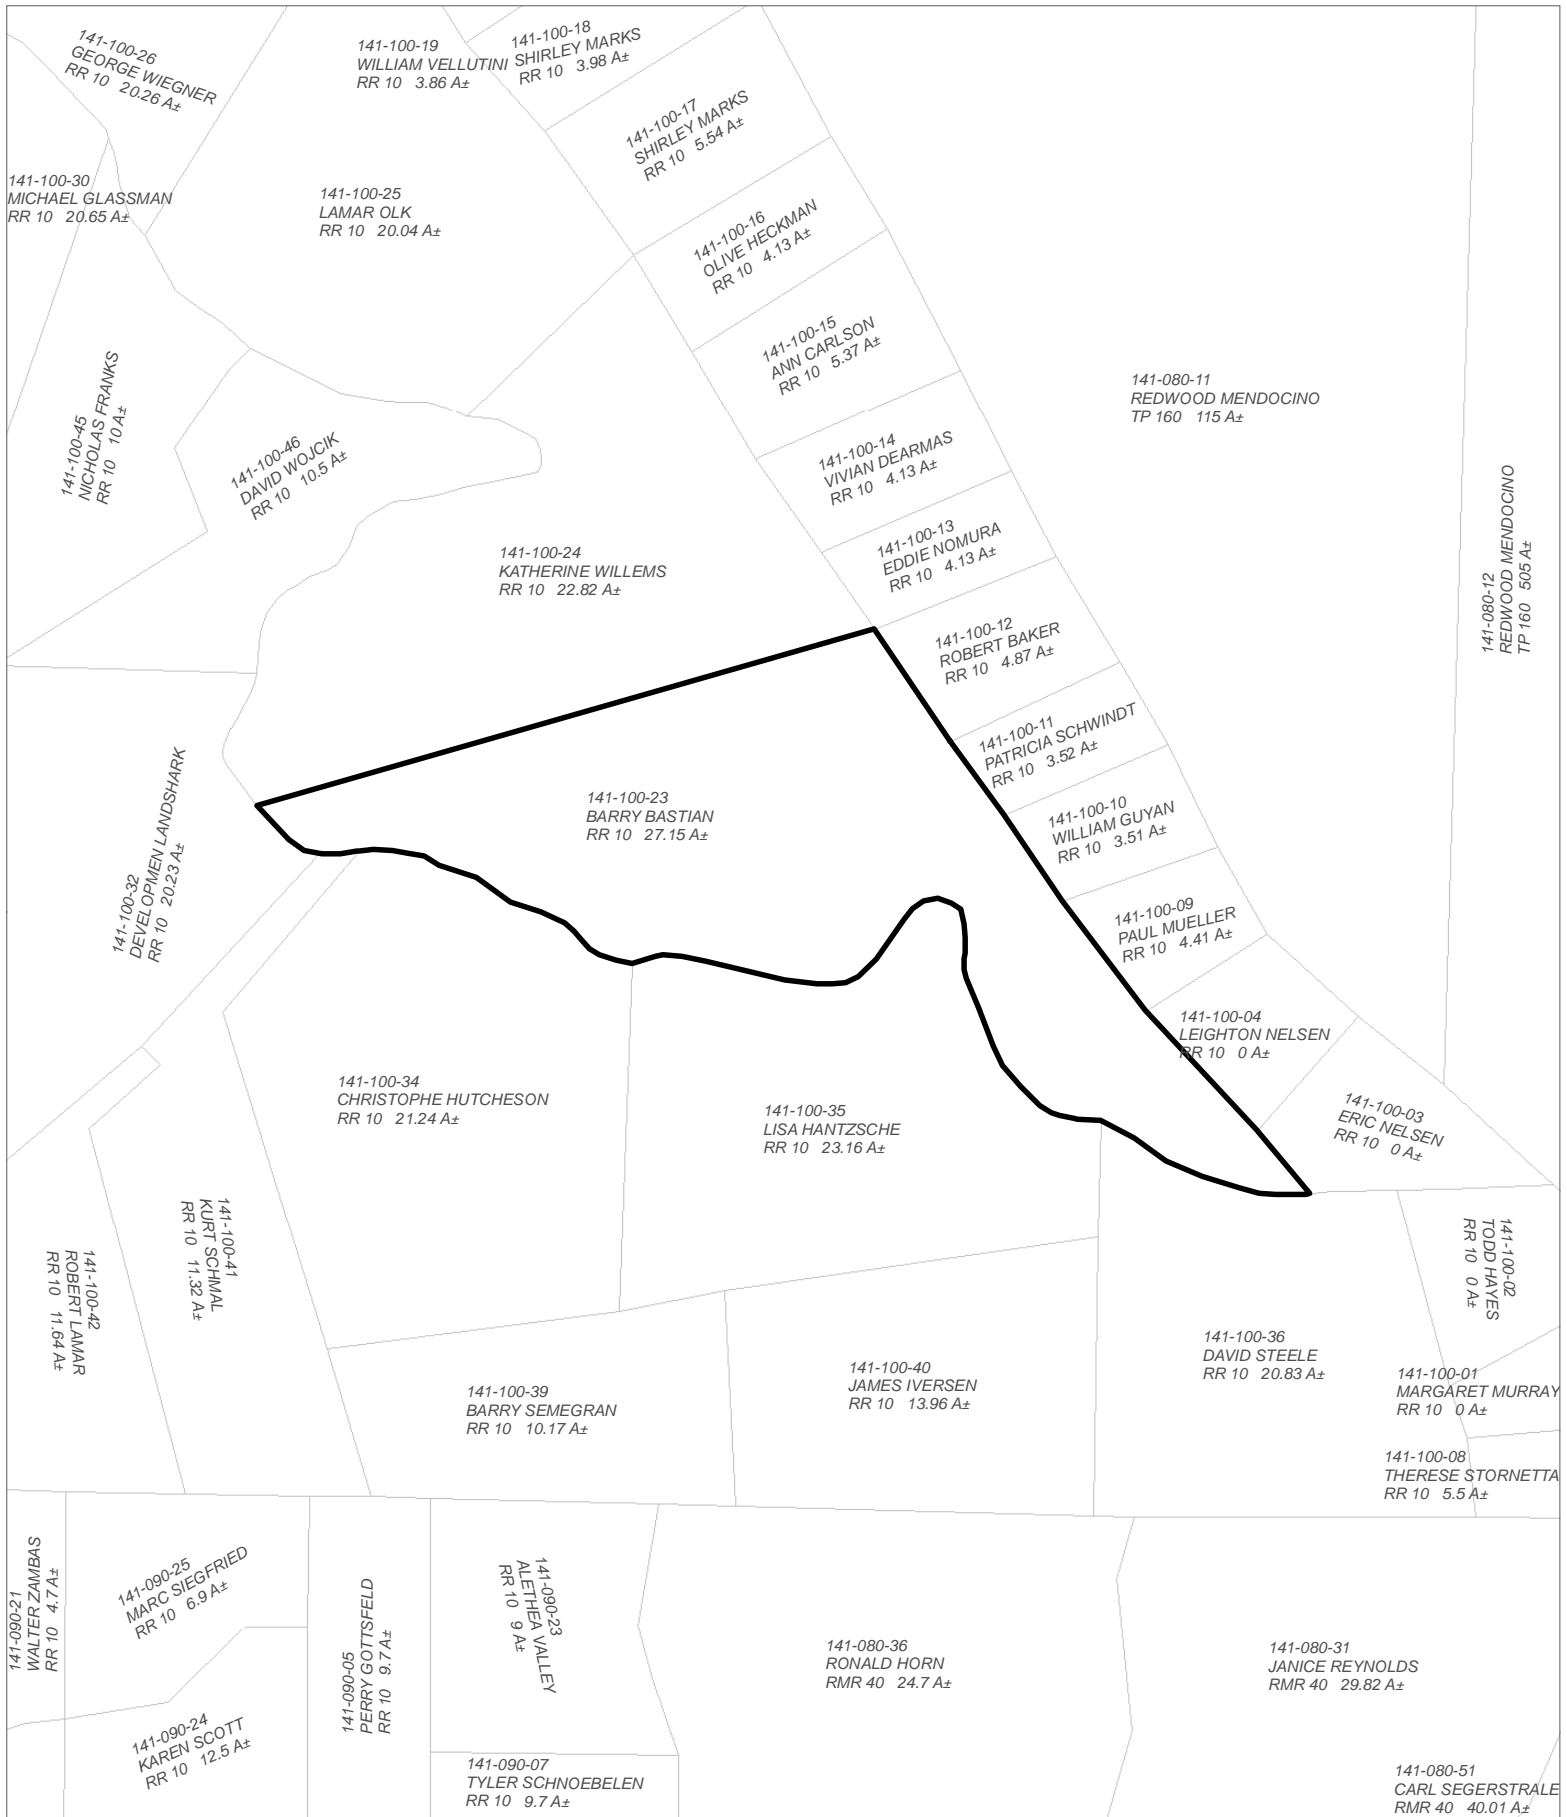 141-100-26
GEORGE WIEGNER
RR 10 20.26 A±
141-100-19
WILLIAM VELLUTINI
RR 10 3.86 A±
141-100-18
SHIRLEY MARKS
RR 10 3.98 A±
141-100-17
SHIRLEY MARKS
RR 10 5.54 A±
141-100-30
MICHAEL GLASSMAN
RR 10 20.65 A±
141-100-25
LAMAR OLK
RR 10 20.04 A±
141-100-16
OLIVE HECKMAN
RR 10 4.13 A±
141-100-15
ANN CARLSON
RR 10 5.37 A±
141-080-11
REDWOOD MENDOCINO
TP 160 115 A±
141-100-45
NICHOLAS FRANKS
RR 10 10 A±
141-100-46
DAVID WOJCIK
RR 10 10.5 A±
141-100-14
VIVIAN DEARMAS
RR 10 4.13 A±
141-080-12
REDWOOD MENDOCINO
TP 160 505 A±
141-100-13
EDDIE NOMURA
RR 10 4.13 A±
141-100-24
KATHERINE WILLEMS
RR 10 22.82 A±
141-100-12
ROBERT BAKER
RR 10 4.87 A±
141-100-11
PATRICIA SCHWINDT
RR 10 3.52 A±
141-100-32
DEVELOPMEN LANDSHARK
RR 10 20.23 A±
141-100-23
BARRY BASTIAN
RR 10 27.15 A±
141-100-10
WILLIAM GUYAN
RR 10 3.51 A±
141-100-09
PAUL MUELLER
RR 10 4.41 A±
141-100-04
LEIGHTON NELSEN
RR 10 0 A±
141-100-34
CHRISTOPHE HUTCHESON
RR 10 21.24 A±
141-100-35
LISA HANTZSCHE
RR 10 23.16 A±
141-100-03
ERIC NELSEN
RR 10 0 A±
141-100-42
ROBERT LAMAR
RR 10 11.64 A±
141-100-41
KURT SCHMAL
RR 10 11.32 A±
141-100-02
TODD HAYES
RR 10 0 A±
141-100-36
DAVID STEELE
RR 10 20.83 A±
141-100-40
JAMES IVERSEN
RR 10 13.96 A±
141-100-39
BARRY SEMEGRAN
RR 10 10.17 A±
141-100-01
MARGARET MURRAY
RR 10 0 A±
141-100-08
THERESE STORNETTA
RR 10 5.5 A±
141-090-21
WALTER ZAMBAS
RR 10 4.7 A±
141-090-25
MARC SIEGFRIED
RR 10 6.9 A±
141-090-05
PERRY GOTTSFELD
RR 10 9.7 A±
141-090-23
ALETHEA VALLEY
RR 10 9 A±
141-080-36
RONALD HORN
RMR 40 24.7 A±
141-080-31
JANICE REYNOLDS
RMR 40 29.82 A±
141-090-24
KAREN SCOTT
RR 10 12.5 A±
141-090-07
TYLER SCHNOEBELEN
RR 10 9.7 A±
141-080-51
CARL SEGERSTRALE
RMR 40 40.01 A±